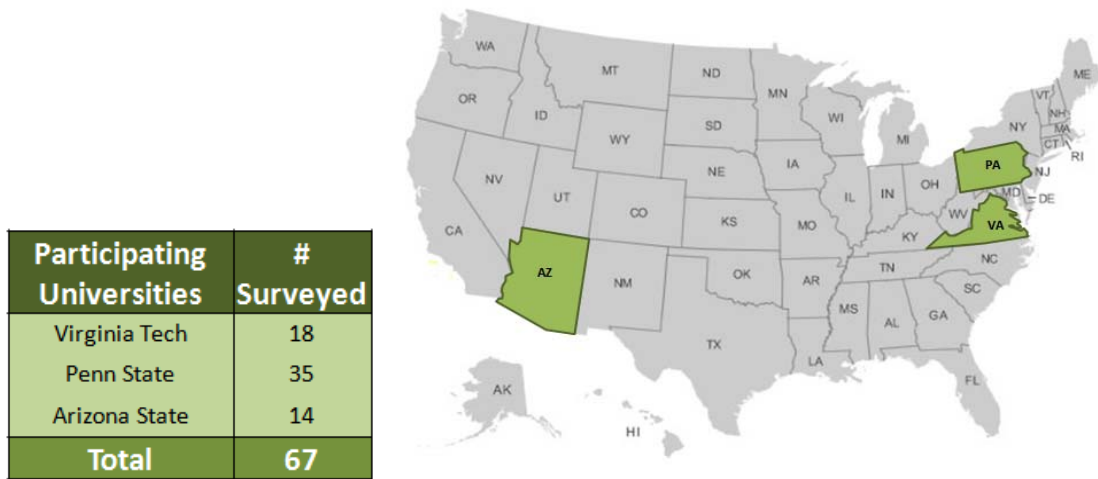 Participating Universities
# Surveyed
Virginia Tech 18
Penn State 35
Arizona State 14
Total 67
WA
MT
ND
MN
ME
OR
ID
WY
SD
WI
MI
VT
NH
NY
MA
CT
RI
NV
UT
CO
NE
IA
IL
IN
OH
PA
NJ
MD
DE
CA
KS
MO
KY
WV
VA
AZ
NM
OK
AR
TN
NC
SC
MS
AL
GA
TX
LA
FL
AK
HI